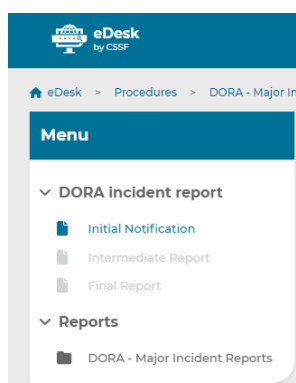 eDesk
by CSSF
eDesk > Procedures > DORA - Major
Menu
DORA incident report
Initial Notification
Intermediate Report
Final Report
Reports
DORA - Major Incident Reports